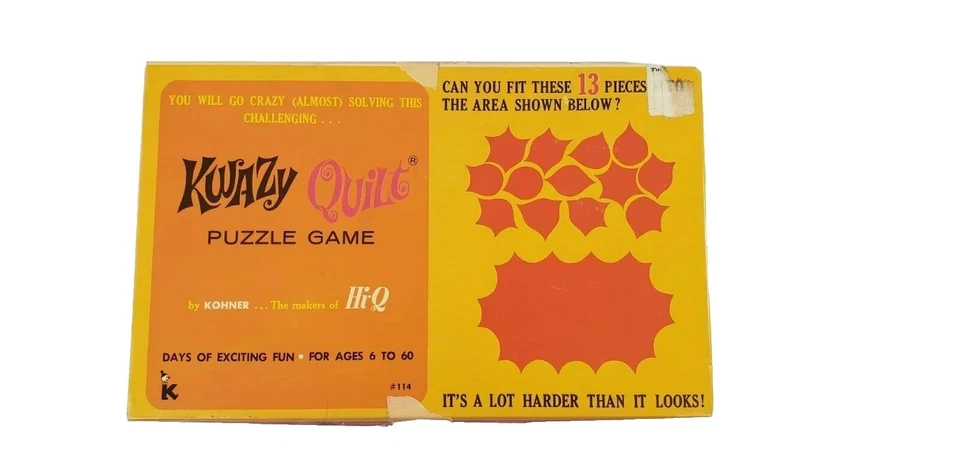 YOU WILL GO CRAZY (ALMOST) SOLVING THIS
CHALLENGING . . .
KWAZY QUILT®
PUZZLE GAME
by KOHNER . . . The makers of Hi-Q
DAYS OF EXCITING FUN • FOR AGES 6 TO 60
K
#114
CAN YOU FIT THESE 13 PIECES
THE AREA SHOWN BELOW?
IT'S A LOT HARDER THAN IT LOOKS!